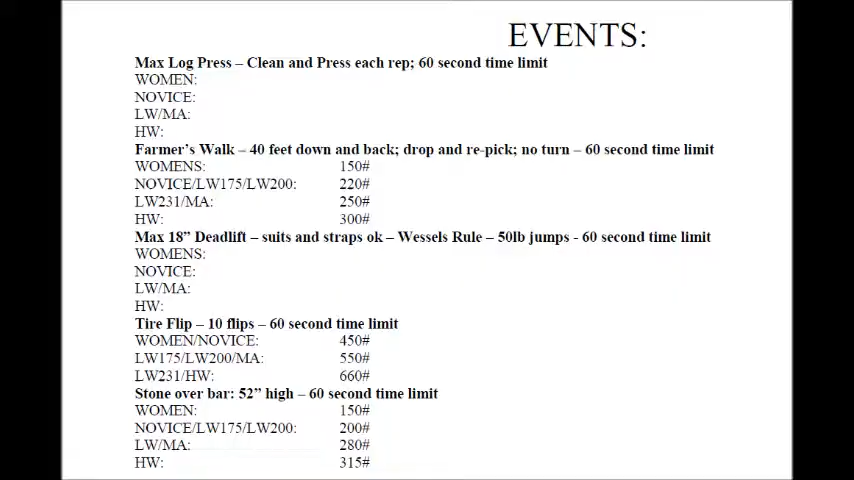 EVENTS:
Max Log Press – Clean and Press each rep; 60 second time limit
WOMEN:
NOVICE:
LW/MA:
HW:
Farmer’s Walk – 40 feet down and back; drop and re-pick; no turn – 60 second time limit
WOMENS: 150#
NOVICE/LW175/LW200: 220#
LW231/MA: 250#
HW: 300#
Max 18” Deadlift – suits and straps ok – Wessels Rule – 50lb jumps - 60 second time limit
WOMENS:
NOVICE:
LW/MA:
HW:
Tire Flip – 10 flips – 60 second time limit
WOMEN/NOVICE: 450#
LW175/LW200/MA: 550#
LW231/HW: 660#
Stone over bar: 52” high – 60 second time limit
WOMEN: 150#
NOVICE/LW175/LW200: 200#
LW/MA: 280#
HW: 315#